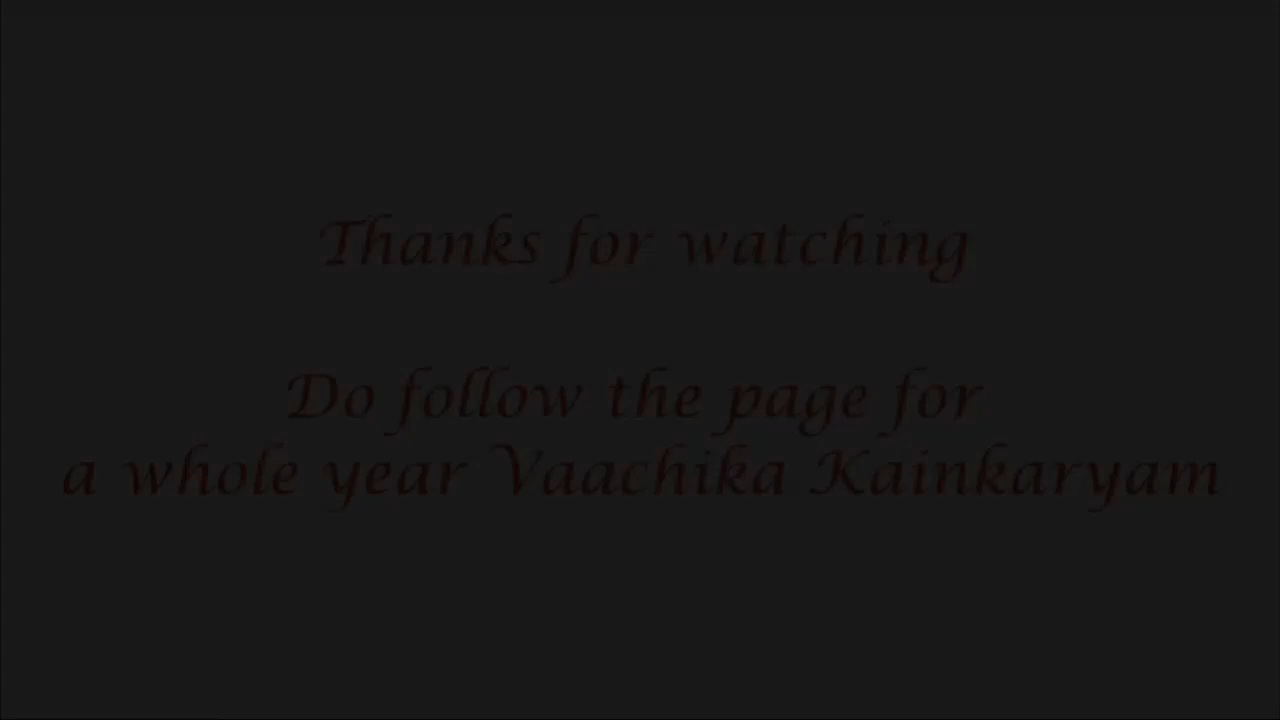 Thanks for watching
Do follow the page for
a whole year Vaachika Kainkaryam